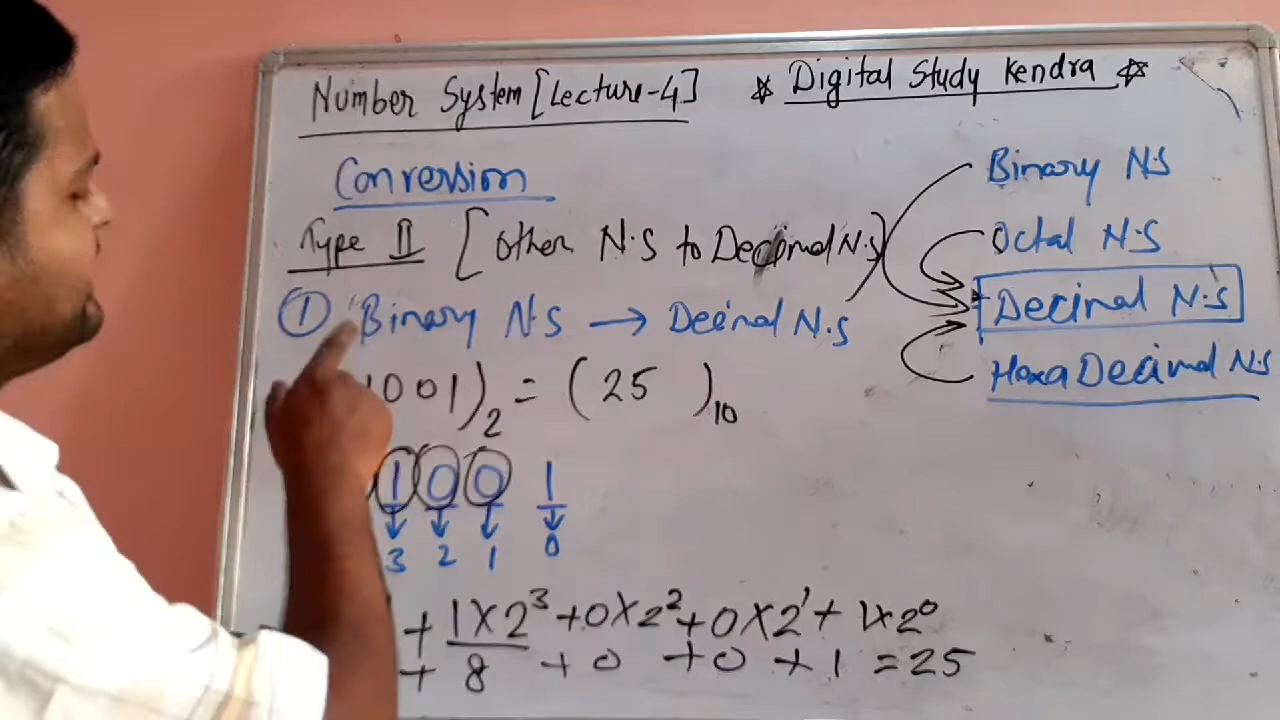 Number System [Lecture-4] ☆ Digital Study Kendra ☆
Conversion
Type II [Other N.S to Decimal N.S]
① Binary N.S → Decimal N.S
1001)₂ = (25 )₁₀
1 0 0 1
3 2 1 0
+ 1×2³ + 0×2² + 0×2¹ + 1×2⁰
+ 8 + 0 + 0 + 1 = 25
Binary N.S
Octal N.S
Decimal N.S
Hexa Decimal N.S